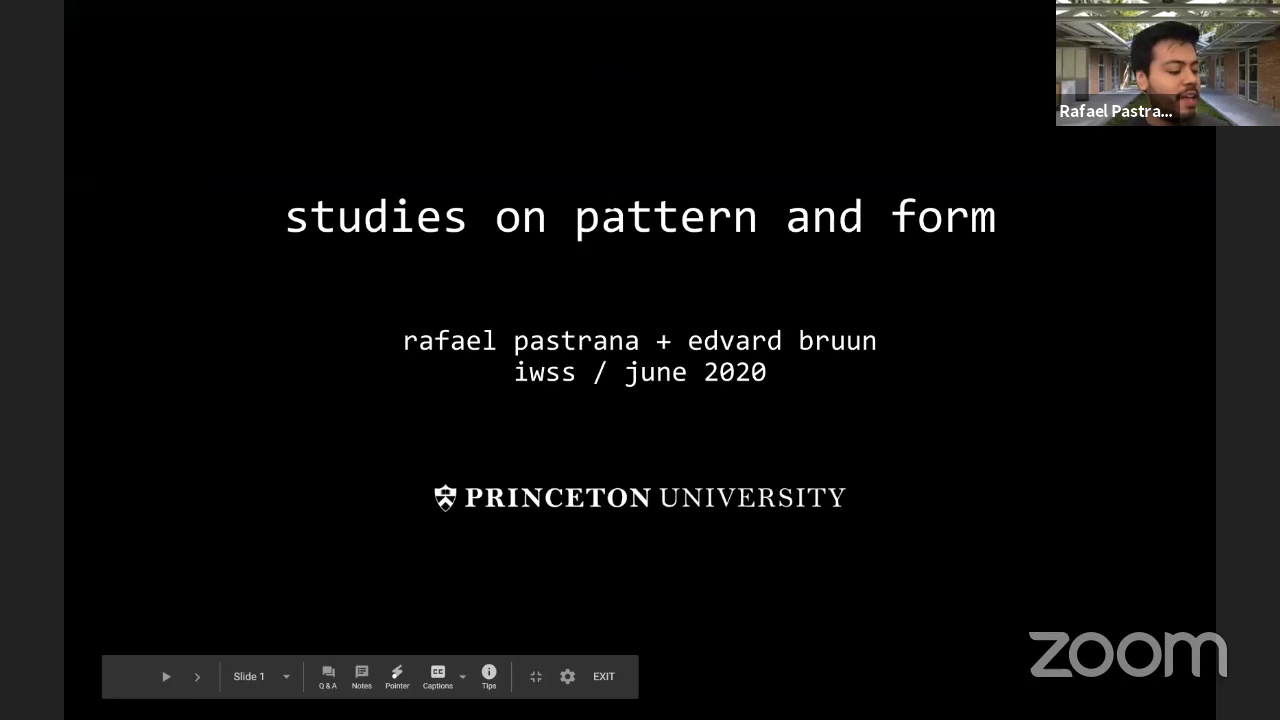 Rafael Pastra...
studies on pattern and form
rafael pastrana + edvard bruun
iwss / june 2020
PRINCETON UNIVERSITY
zoom
Slide 1
Q & A
Notes
Pointer
CC
Captions
Tips
EXIT